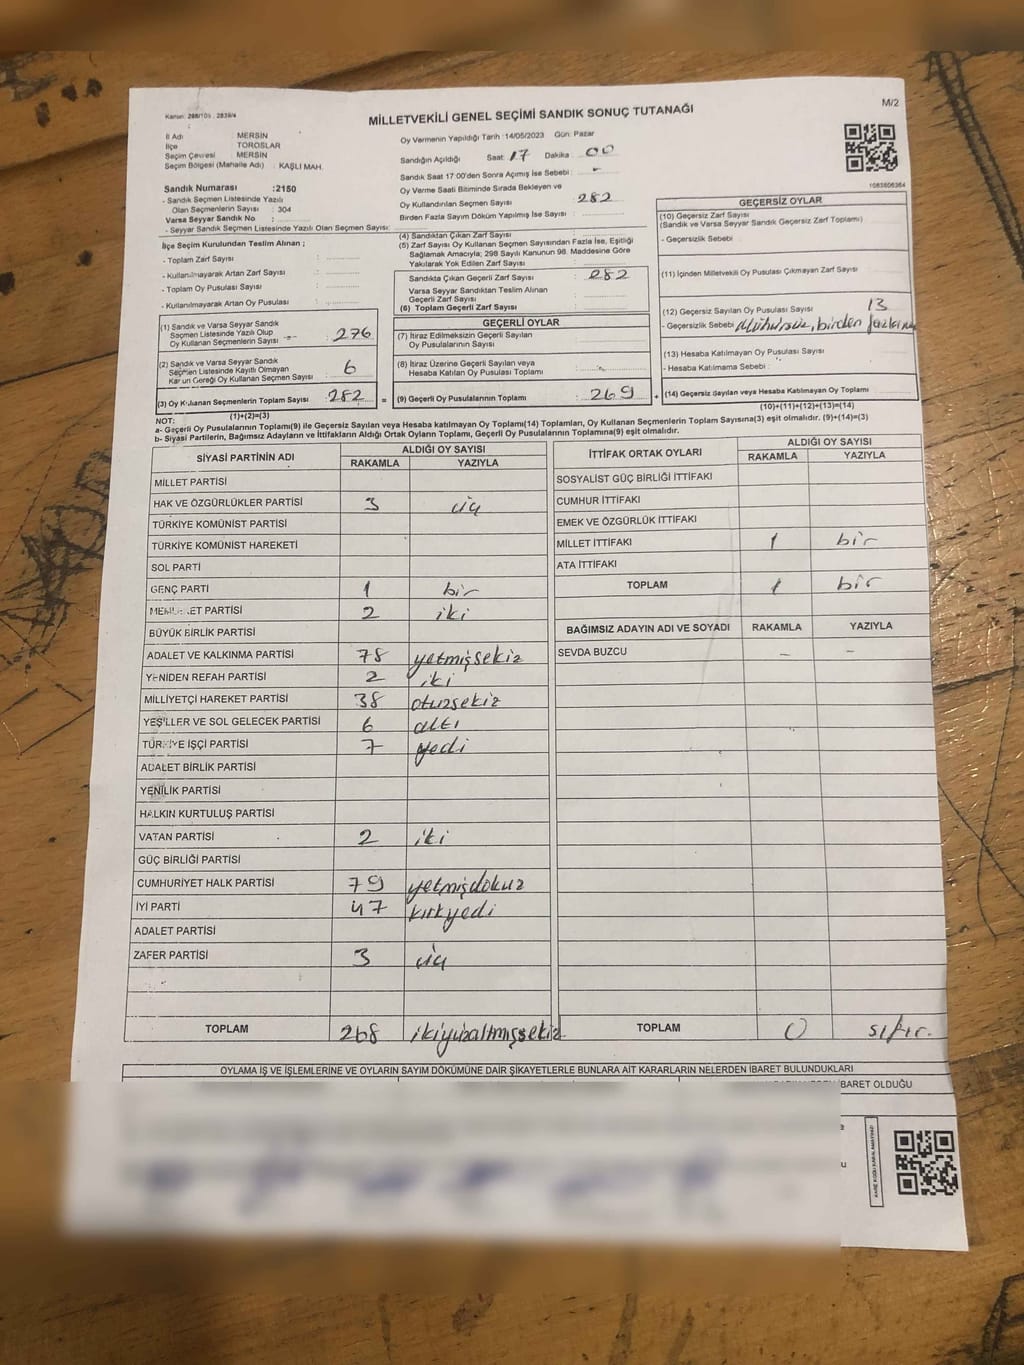 Kanun: 298/105 , 2839/4
M/2
MİLLETVEKİLİ GENEL SEÇİMİ SANDIK SONUÇ TUTANAĞI
İl Adı : MERSİN
İlçe : TOROSLAR
Seçim Çevresi : MERSİN
Seçim Bölgesi (Mahalle Adı) : KAŞLI MAH.
Sandık Numarası :2150
- Sandık Seçmen Listesinde Yazılı
Olan Seçmenlerin Sayısı : 304
Varsa Seyyar Sandık No :
- Seyyar Sandık Seçmen Listesinde Yazılı Olan Seçmen Sayısı:
Oy Vermenin Yapıldığı Tarih :14/05/2023 Gün: Pazar
Sandığın Açıldığı Saat 17 Dakika : 00
Sandık Saat 17:00'den Sonra Açımış İse Sebebi : -
Oy Verme Saati Bitiminde Sırada Bekleyen ve
Oy Kullandırılan Seçmen Sayısı : 282
Birden Fazla Sayım Döküm Yapılmış İse Sayısı :
1083806364
İlçe Seçim Kurulundan Teslim Alınan ;
- Toplam Zarf Sayısı :
- Kullanılmayarak Artan Zarf Sayısı :
- Toplam Oy Pusulası Sayısı :
- Kullanılmayarak Artan Oy Pusulası :
(1) Sandık ve Varsa Seyyar Sandık
Seçmen Listesinde Yazılı Olup
Oy Kullanan Seçmenlerin Sayısı 276
(2) Sandık ve Varsa Seyyar Sandık
Seçmen Listesinde Kayıtlı Olmayan
Kanun Gereği Oy Kullanan Seçmen Sayısı 6
(3) Oy Kullanan Seçmenlerin Toplam Sayısı : 282 =
(1)+(2)=(3)
(4) Sandıktan Çıkan Zarf Sayısı :
(5) Zarf Sayısı Oy Kullanan Seçmen Sayısından Fazla İse, Eşitliği
Sağlamak Amacıyla; 298 Sayılı Kanunun 98. Maddesine Göre
Yakılarak Yok Edilen Zarf Sayısı :
Sandıkta Çıkan Geçerli Zarf Sayısı : 282
Varsa Seyyar Sandıktan Teslim Alınan
Geçerli Zarf Sayısı :
(6) Toplam Geçerli Zarf Sayısı :
GEÇERLİ OYLAR
(7) İtiraz Edilmeksizin Geçerli Sayılan
Oy Pusulalarının Sayısı :
(8) İtiraz Üzerine Geçerli Sayılan veya
Hesaba Katılan Oy Pusulası Toplamı :
(9) Geçerli Oy Pusulalarının Toplamı : 269 +
GEÇERSİZ OYLAR
(10) Geçersiz Zarf Sayısı
(Sandık ve Varsa Seyyar Sandık Geçersiz Zarf Toplamı)
- Geçersizlik Sebebi :
(11) İçinden Milletvekili Oy Pusulası Çıkmayan Zarf Sayısı :
(12) Geçersiz Sayılan Oy Pusulası Sayısı : 13
- Geçersizlik Sebebi : mühürsüz, birden fazla
(13) Hesaba Katılmayan Oy Pusulası Sayısı :
- Hesaba Katılmama Sebebi :
(14) Geçersiz Sayılan veya Hesaba Katılmayan Oy Toplamı
(10)+(11)+(12)+(13)=(14)
NOT:
a- Geçerli Oy Pusulalarının Toplamı(9) ile Geçersiz Sayılan veya Hesaba katılmayan Oy Toplamı(14) Toplamları, Oy Kullanan Seçmenlerin Toplam Sayısına(3) eşit olmalıdır. (9)+(14)=(3)
b- Siyasi Partilerin, Bağımsız Adayların ve İttifakların Aldığı Ortak Oyların Toplamı, Geçerli Oy Pusulalarının Toplamına(9) eşit olmalıdır.
SİYASİ PARTİNİN ADI ALDIĞI OY SAYISI
RAKAMLA YAZIYLA
MİLLET PARTİSİ
HAK VE ÖZGÜRLÜKLER PARTİSİ 3 üç
TÜRKİYE KOMÜNİST PARTİSİ
TÜRKİYE KOMÜNİST HAREKETİ
SOL PARTİ
GENÇ PARTİ 1 bir
MEMLEKET PARTİSİ 2 iki
BÜYÜK BİRLİK PARTİSİ
ADALET VE KALKINMA PARTİSİ 78 yetmişsekiz
YENİDEN REFAH PARTİSİ 2 iki
MİLLİYETÇİ HAREKET PARTİSİ 38 otuzsekiz
YEŞİLLER VE SOL GELECEK PARTİSİ 6 altı
TÜRKİYE İŞÇİ PARTİSİ 7 yedi
ADALET BİRLİK PARTİSİ
YENİLİK PARTİSİ
HALKIN KURTULUŞ PARTİSİ
VATAN PARTİSİ 2 iki
GÜÇ BİRLİĞİ PARTİSİ
CUMHURİYET HALK PARTİSİ 79 yetmişdokuz
İYİ PARTİ 47 kırkyedi
ADALET PARTİSİ
ZAFER PARTİSİ 3 üç
TOPLAM 268 ikiyüzaltmışsekiz
İTTİFAK ORTAK OYLARI ALDIĞI OY SAYISI
RAKAMLA YAZIYLA
SOSYALİST GÜÇ BİRLİĞİ İTTİFAKI
CUMHUR İTTİFAKI
EMEK VE ÖZGÜRLÜK İTTİFAKI
MİLLET İTTİFAKI 1 bir
ATA İTTİFAKI
TOPLAM 1 bir
BAĞIMSIZ ADAYIN ADI VE SOYADI RAKAMLA YAZIYLA
SEVDA BUZCU - -
TOPLAM 0 sıfır.
OYLAMA İŞ VE İŞLEMLERİNE VE OYLARIN SAYIM DÖKÜMÜNE DAİR ŞİKAYETLERLE BUNLARA AİT KARARLARIN NELERDEN İBARET BULUNDUKLARI
BARET OLDUĞU